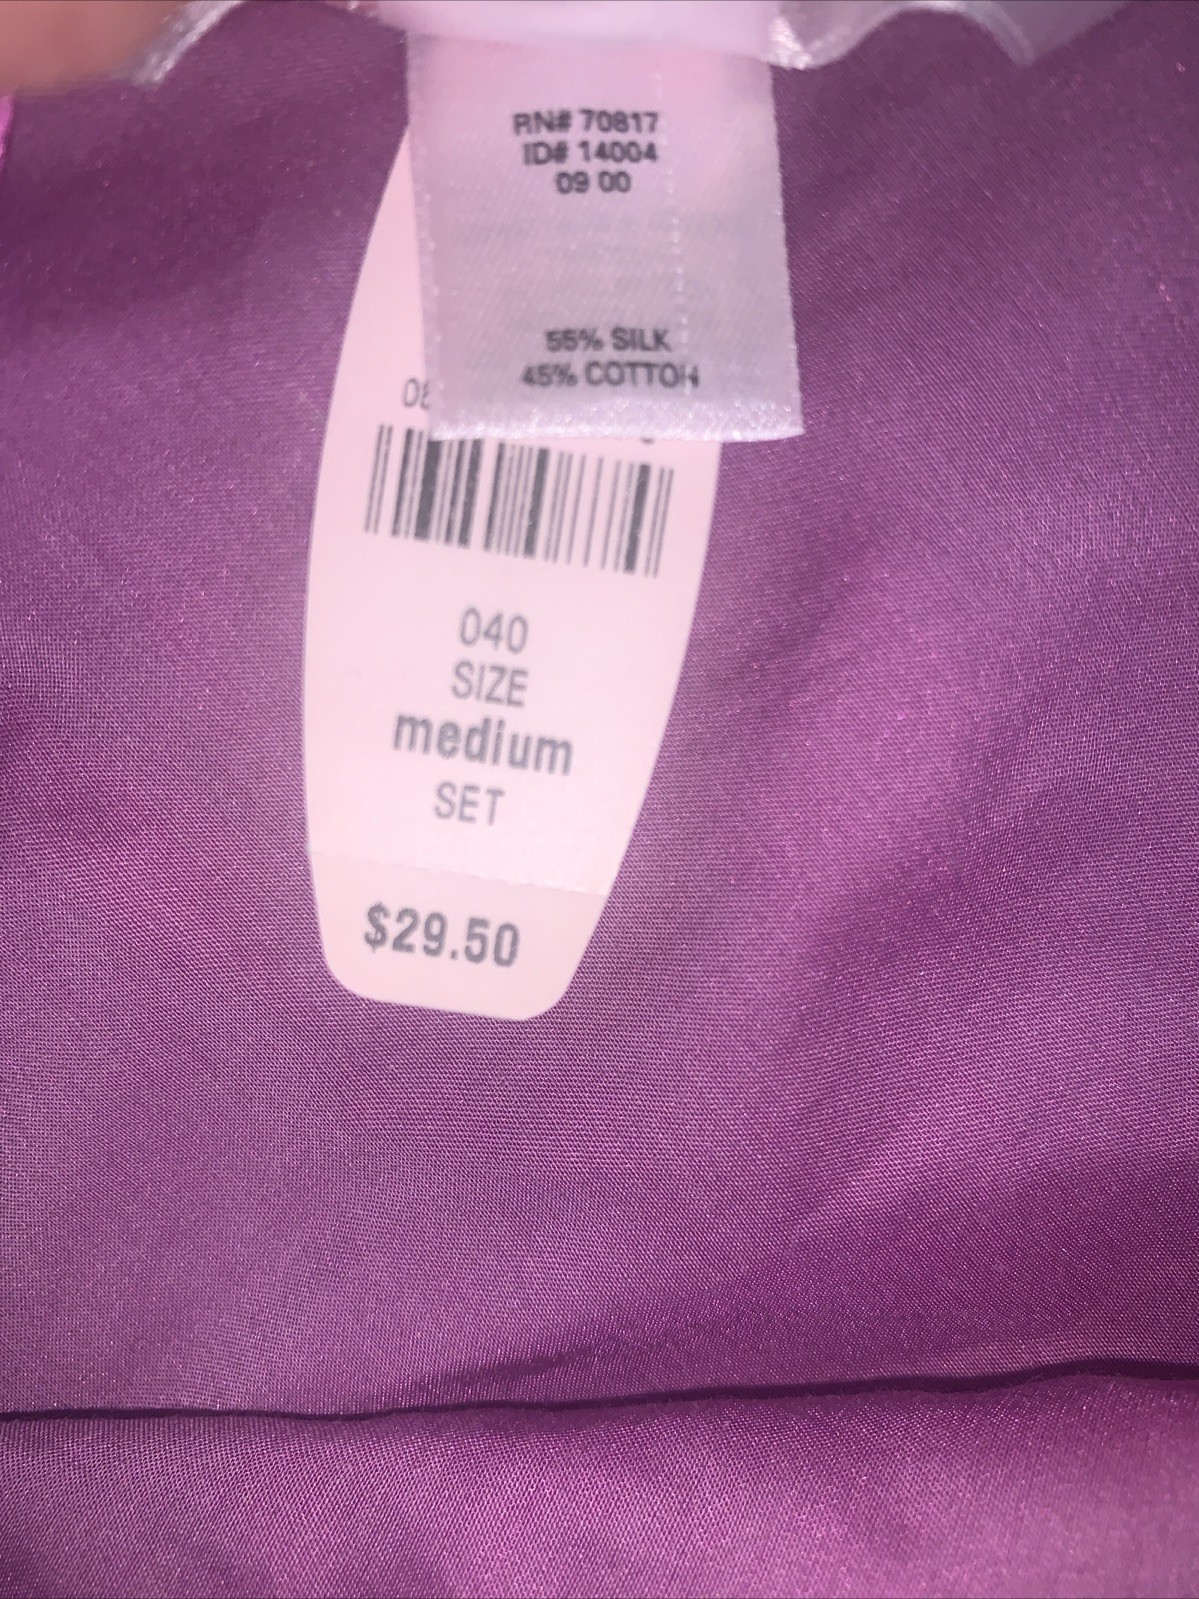 RN# 70817
ID# 14004
09 00
55% SILK
45% COTTON
040
SIZE
medium
SET
$29.50